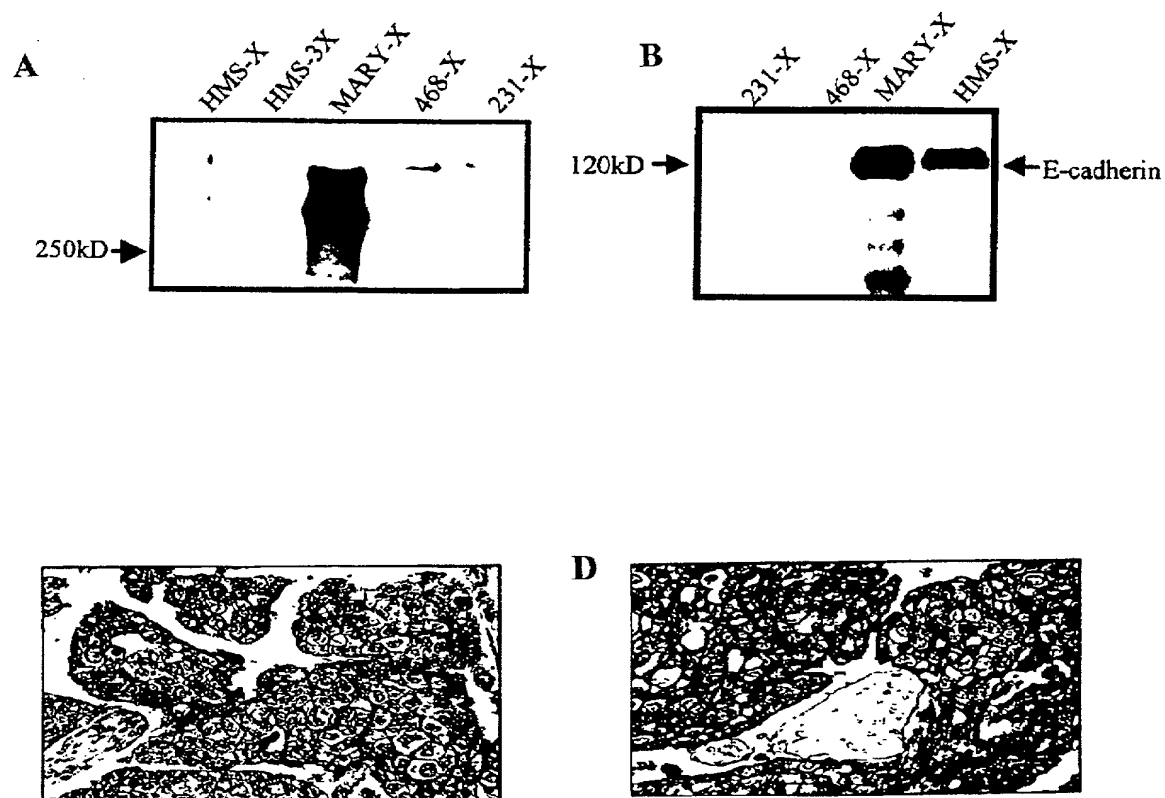 A
HMS-X
HMS-3X
MARY-X
468-X
231-X
250kD
B
231-X
468-X
MARY-X
HMS-X
120kD
E-cadherin
D